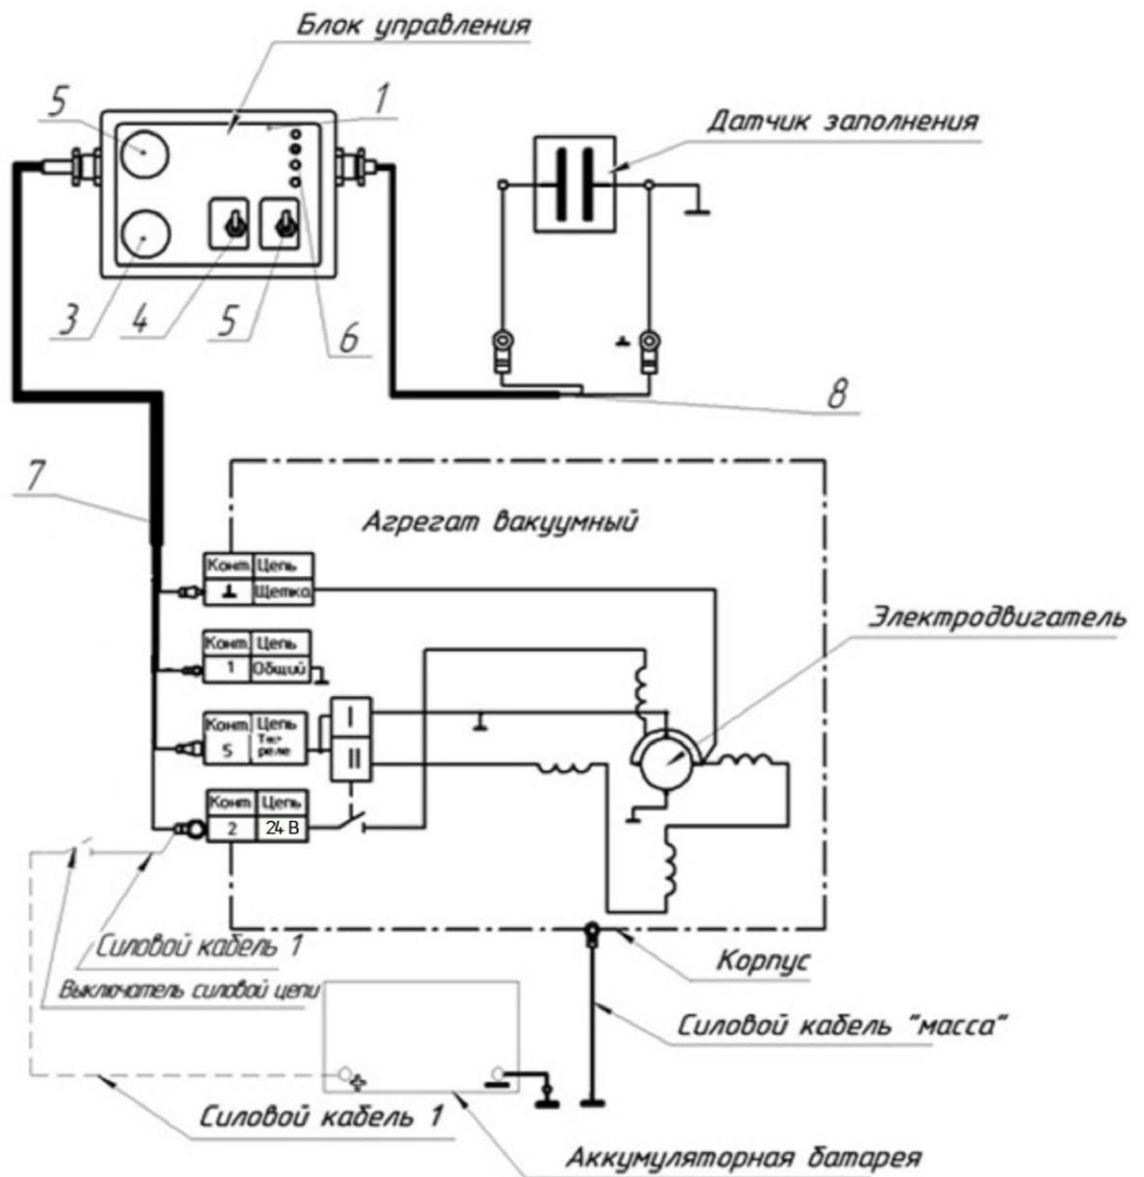 Блок управления
5
1
Датчик заполнения
3
4
5
6
8
7
Агрегат вакуумный
Конт. Цепь
⊥ Щетка
Электродвигатель
Конт. Цепь
1 Общий
Конт. Цепь
5 Тяг. реле
I
II
Конт. Цепь
2 24 В
Силовой кабель 1
Корпус
Выключатель силовой цепи
Силовой кабель "масса"
+
−
Силовой кабель 1
Аккумуляторная батарея